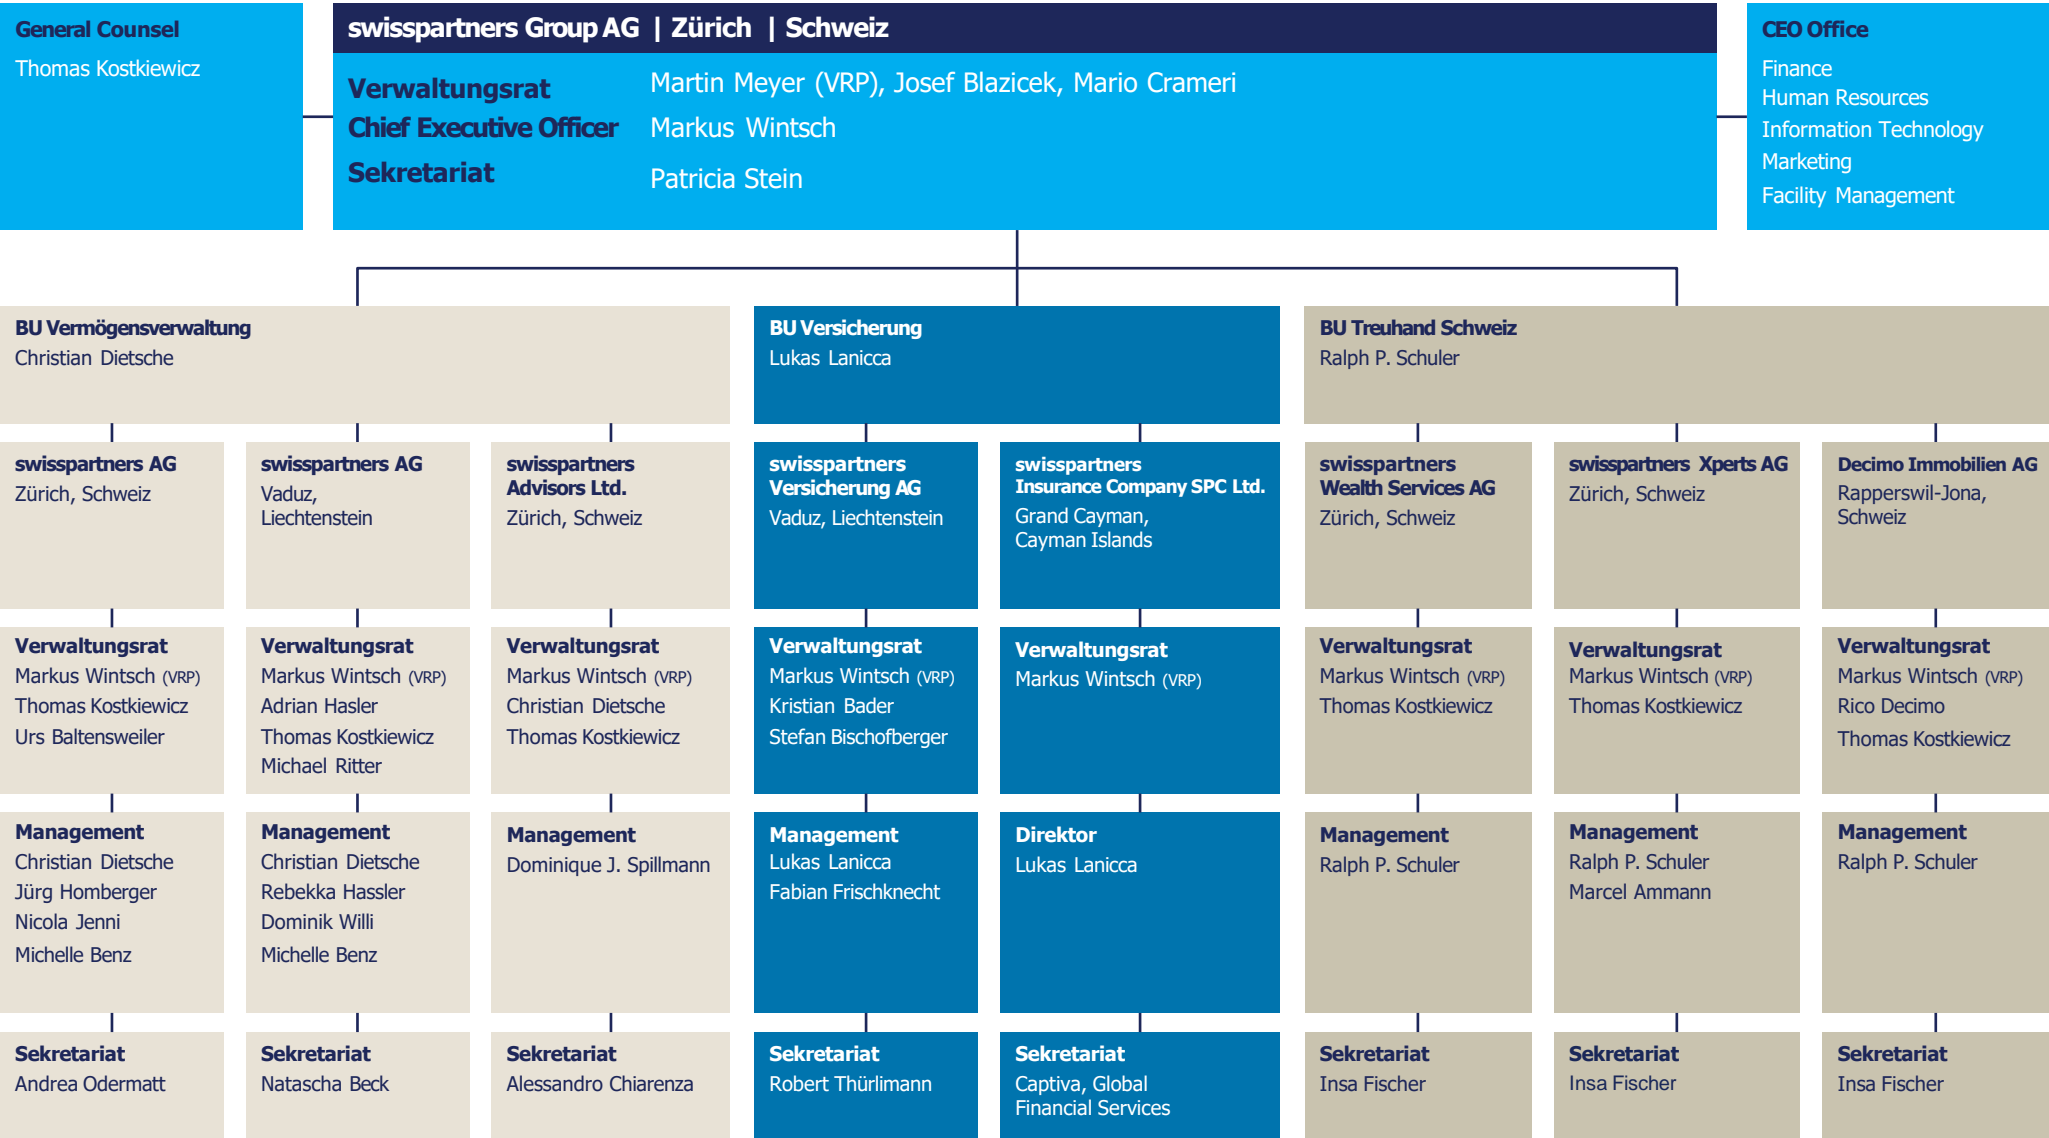 General Counsel
Thomas Kostkiewicz
swisspartners Group AG | Zürich | Schweiz
Verwaltungsrat
Martin Meyer (VRP), Josef Blazicek, Mario Crameri
Chief Executive Officer
Markus Wintsch
Sekretariat
Patricia Stein
CEO Office
Finance
Human Resources
Information Technology
Marketing
Facility Management
BU Vermögensverwaltung
Christian Dietsche
BU Versicherung
Lukas Lanicca
BU Treuhand Schweiz
Ralph P. Schuler
swisspartners AG
Zürich, Schweiz
swisspartners AG
Vaduz,
Liechtenstein
swisspartners
Advisors Ltd.
Zürich, Schweiz
swisspartners
Versicherung AG
Vaduz, Liechtenstein
swisspartners
Insurance Company SPC Ltd.
Grand Cayman,
Cayman Islands
swisspartners
Wealth Services AG
Zürich, Schweiz
swisspartners Xperts AG
Zürich, Schweiz
Decimo Immobilien AG
Rapperswil-Jona,
Schweiz
Verwaltungsrat
Markus Wintsch (VRP)
Thomas Kostkiewicz
Urs Baltensweiler
Verwaltungsrat
Markus Wintsch (VRP)
Adrian Hasler
Thomas Kostkiewicz
Michael Ritter
Verwaltungsrat
Markus Wintsch (VRP)
Christian Dietsche
Thomas Kostkiewicz
Verwaltungsrat
Markus Wintsch (VRP)
Kristian Bader
Stefan Bischofberger
Verwaltungsrat
Markus Wintsch (VRP)
Verwaltungsrat
Markus Wintsch (VRP)
Thomas Kostkiewicz
Verwaltungsrat
Markus Wintsch (VRP)
Thomas Kostkiewicz
Verwaltungsrat
Markus Wintsch (VRP)
Rico Decimo
Thomas Kostkiewicz
Management
Christian Dietsche
Jürg Homberger
Nicola Jenni
Michelle Benz
Management
Christian Dietsche
Rebekka Hassler
Dominik Willi
Michelle Benz
Management
Dominique J. Spillmann
Management
Lukas Lanicca
Fabian Frischknecht
Direktor
Lukas Lanicca
Management
Ralph P. Schuler
Management
Ralph P. Schuler
Marcel Ammann
Management
Ralph P. Schuler
Sekretariat
Andrea Odermatt
Sekretariat
Natascha Beck
Sekretariat
Alessandro Chiarenza
Sekretariat
Robert Thürlimann
Sekretariat
Captiva, Global
Financial Services
Sekretariat
Insa Fischer
Sekretariat
Insa Fischer
Sekretariat
Insa Fischer